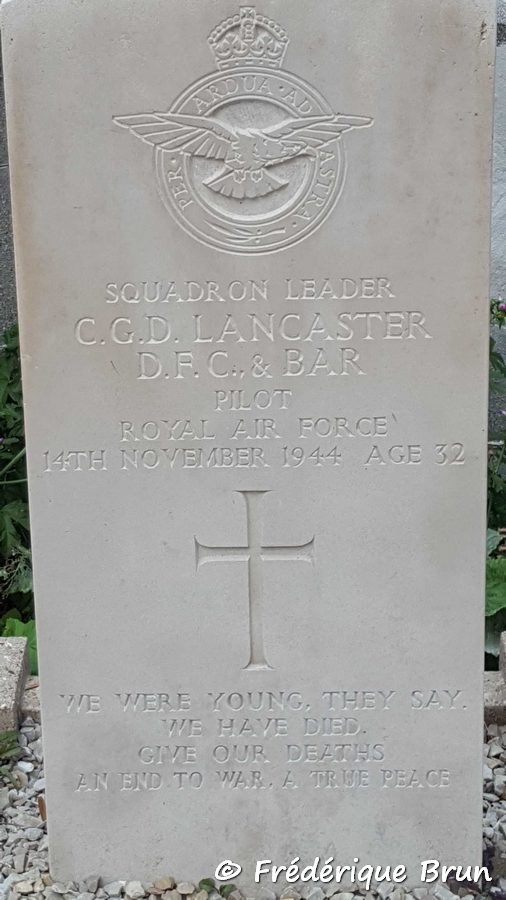 PER · ARDUA · AD ASTRA
SQUADRON LEADER
C.G.D. LANCASTER
D.F.C., & BAR
PILOT
ROYAL AIR FORCE
14TH NOVEMBER 1944 AGE 32
WE WERE YOUNG, THEY SAY.
WE HAVE DIED.
GIVE OUR DEATHS
AN END TO WAR, A TRUE PEACE
© Frédérique Brun